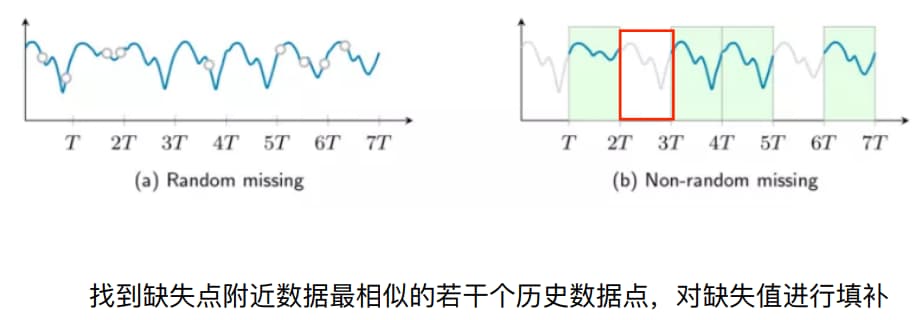 T 2T 3T 4T 5T 6T 7T
(a) Random missing
T 2T 3T 4T 5T 6T 7T
(b) Non-random missing
找到缺失点附近数据最相似的若干个历史数据点，对缺失值进行填补